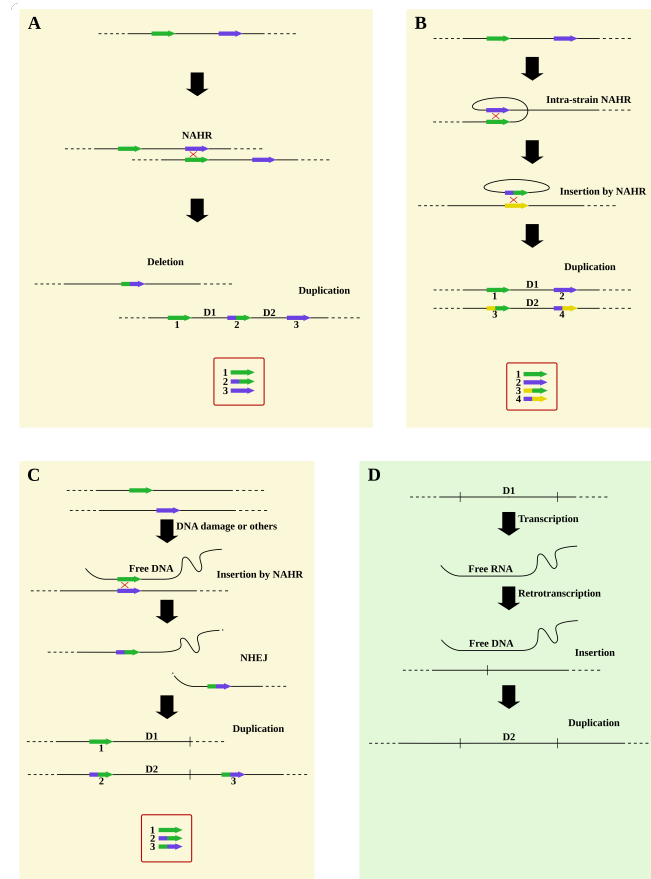 A
NAHR
Deletion
Duplication
D1 D2
1 2 3
1
2
3
B
Intra-strain NAHR
Insertion by NAHR
Duplication
D1
1 2
D2
3 4
1
2
3
4
C
DNA damage or others
Free DNA
Insertion by NAHR
NHEJ
Duplication
D1
1
D2
2 3
1
2
3
D
D1
Transcription
Free RNA
Retrotranscription
Free DNA
Insertion
Duplication
D2